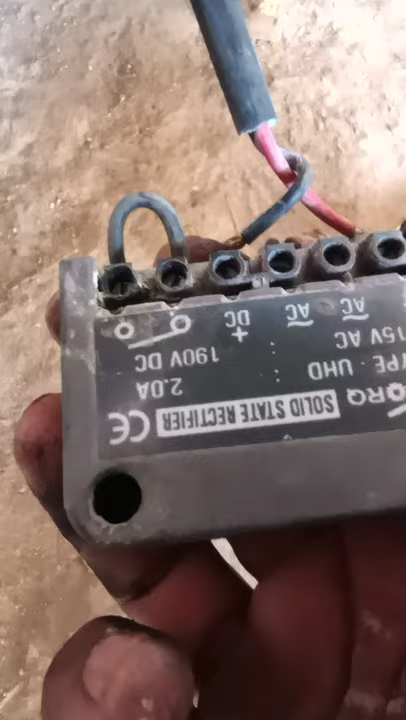 ORQ SOLID STATE RECTIFIER CE
YPE . UHD : 2.0A
15V AC : 190V DC
AC AC + DC